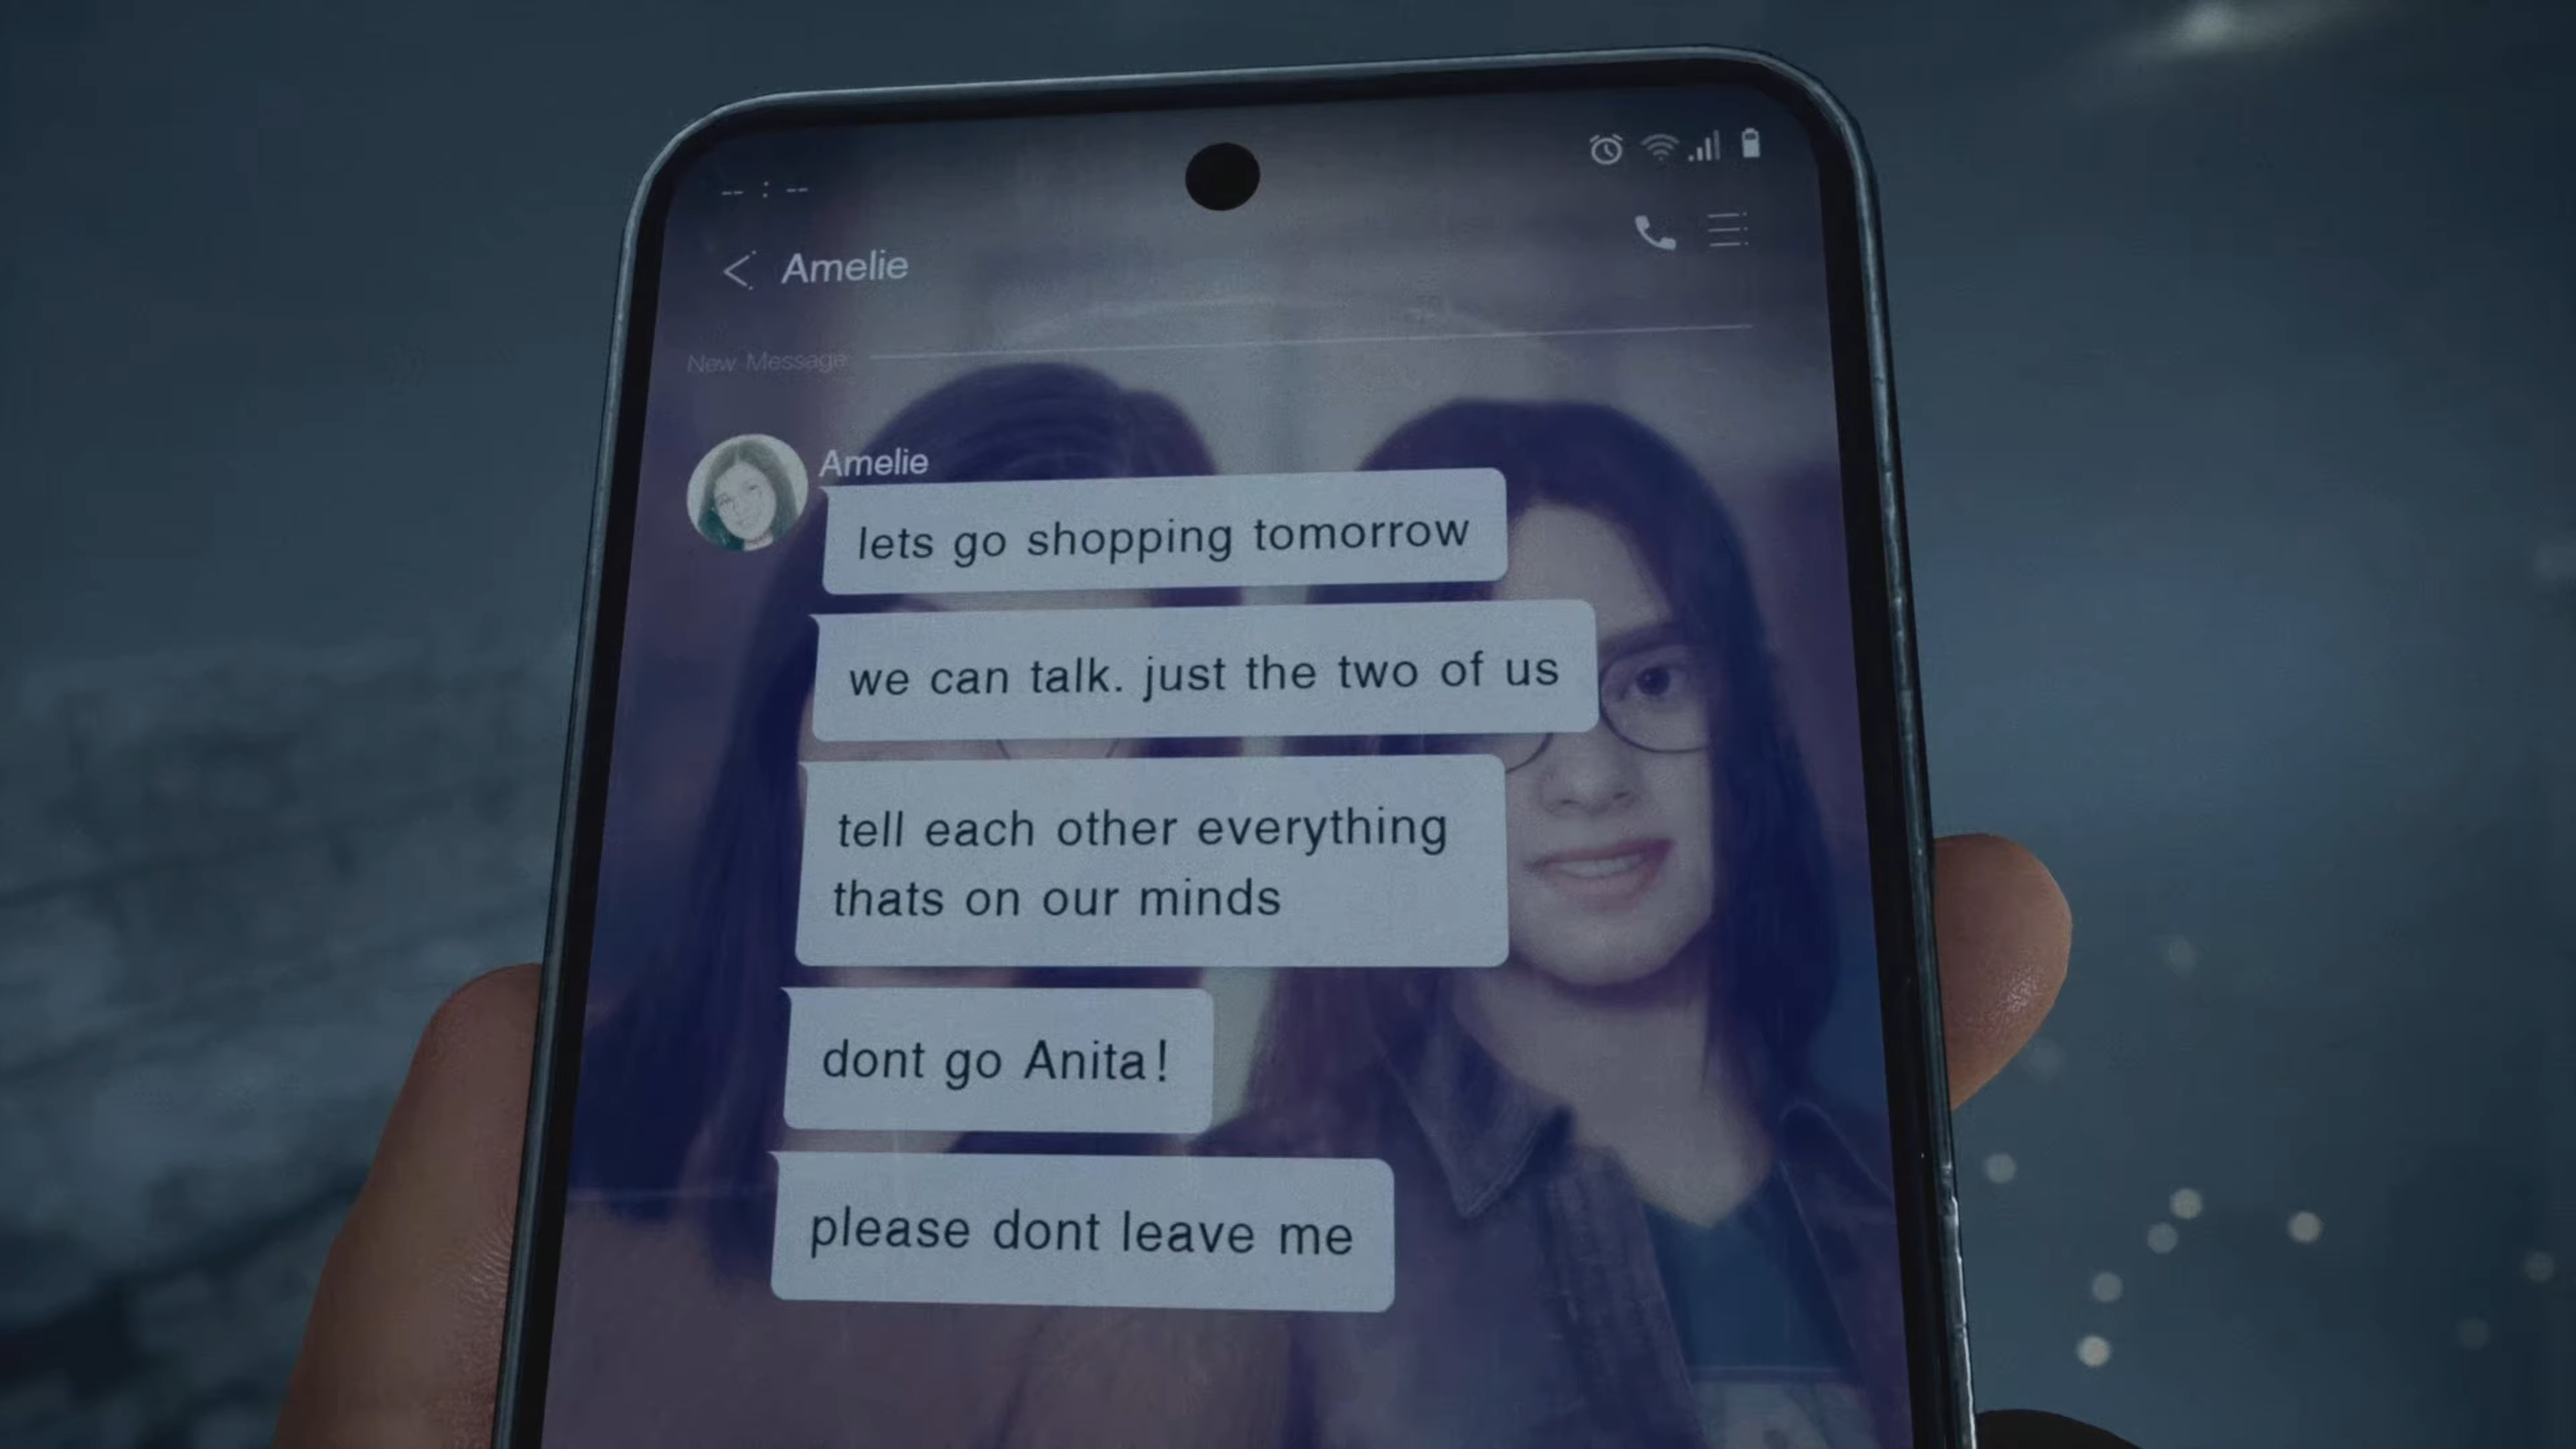 -- : --
Amelie
New Message
Amelie
lets go shopping tomorrow
we can talk. just the two of us
tell each other everything
thats on our minds
dont go Anita!
please dont leave me